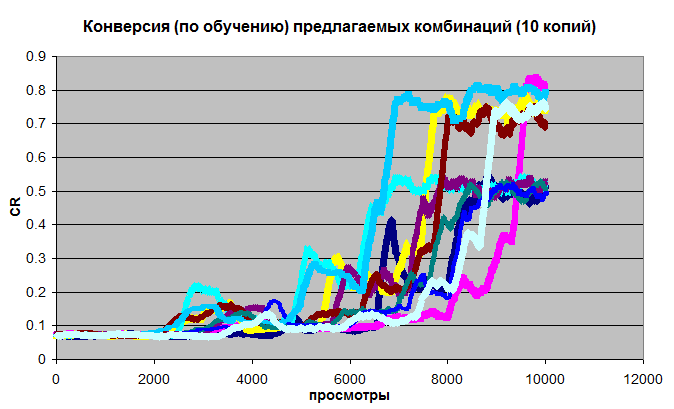 Конверсия (по обучению) предлагаемых комбинаций (10 копий)
0.9
0.8
0.7
0.6
0.5
0.4
0.3
0.2
0.1
0
CR
0 2000 4000 6000 8000 10000 12000
просмотры